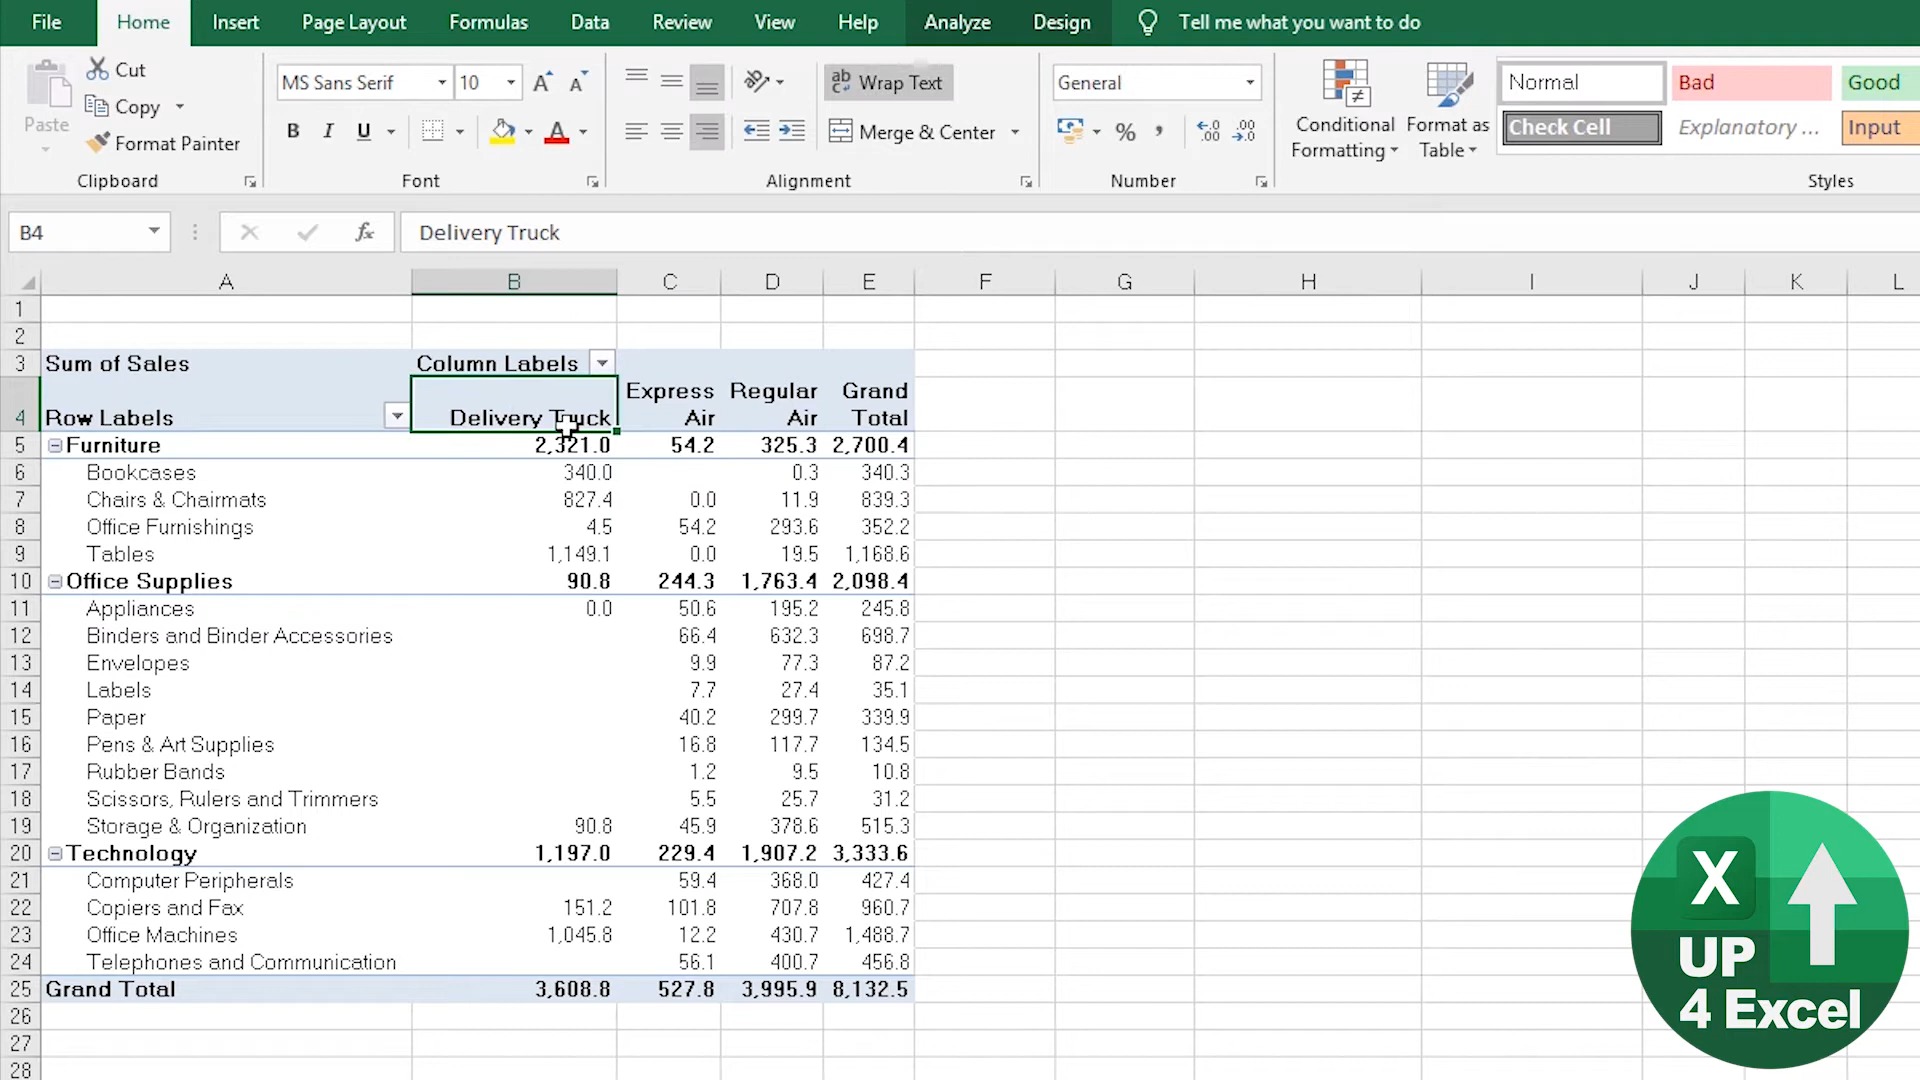 File Home Insert Page Layout Formulas Data Review View Help Analyze Design Tell me what you want to do
Paste
Cut
Copy
Format Painter
Clipboard
MS Sans Serif 10 A A
B I U A
Font
ab Wrap Text
Merge & Center
Alignment
General
% ,
Number
Conditional Formatting
Format as Table
Normal Bad Good
Check Cell Explanatory ... Input
Styles
B4 fx Delivery Truck
A B C D E F G H I J K L
1
2
3 Sum of Sales Column Labels
4 Row Labels Delivery Truck Express Air Regular Air Grand Total
5 Furniture 2,321.0 54.2 325.3 2,700.4
6 Bookcases 340.0 0.3 340.3
7 Chairs & Chairmats 827.4 0.0 11.9 839.3
8 Office Furnishings 4.5 54.2 293.6 352.2
9 Tables 1,149.1 0.0 19.5 1,168.6
10 Office Supplies 90.8 244.3 1,763.4 2,098.4
11 Appliances 0.0 50.6 195.2 245.8
12 Binders and Binder Accessories 66.4 632.3 698.7
13 Envelopes 9.9 77.3 87.2
14 Labels 7.7 27.4 35.1
15 Paper 40.2 299.7 339.9
16 Pens & Art Supplies 16.8 117.7 134.5
17 Rubber Bands 1.2 9.5 10.8
18 Scissors, Rulers and Trimmers 5.5 25.7 31.2
19 Storage & Organization 90.8 45.9 378.6 515.3
20 Technology 1,197.0 229.4 1,907.2 3,333.6
21 Computer Peripherals 59.4 368.0 427.4
22 Copiers and Fax 151.2 101.8 707.8 960.7
23 Office Machines 1,045.8 12.2 430.7 1,488.7
24 Telephones and Communication 56.1 400.7 456.8
25 Grand Total 3,608.8 527.8 3,995.9 8,132.5
26
27
28
X
UP
4 Excel